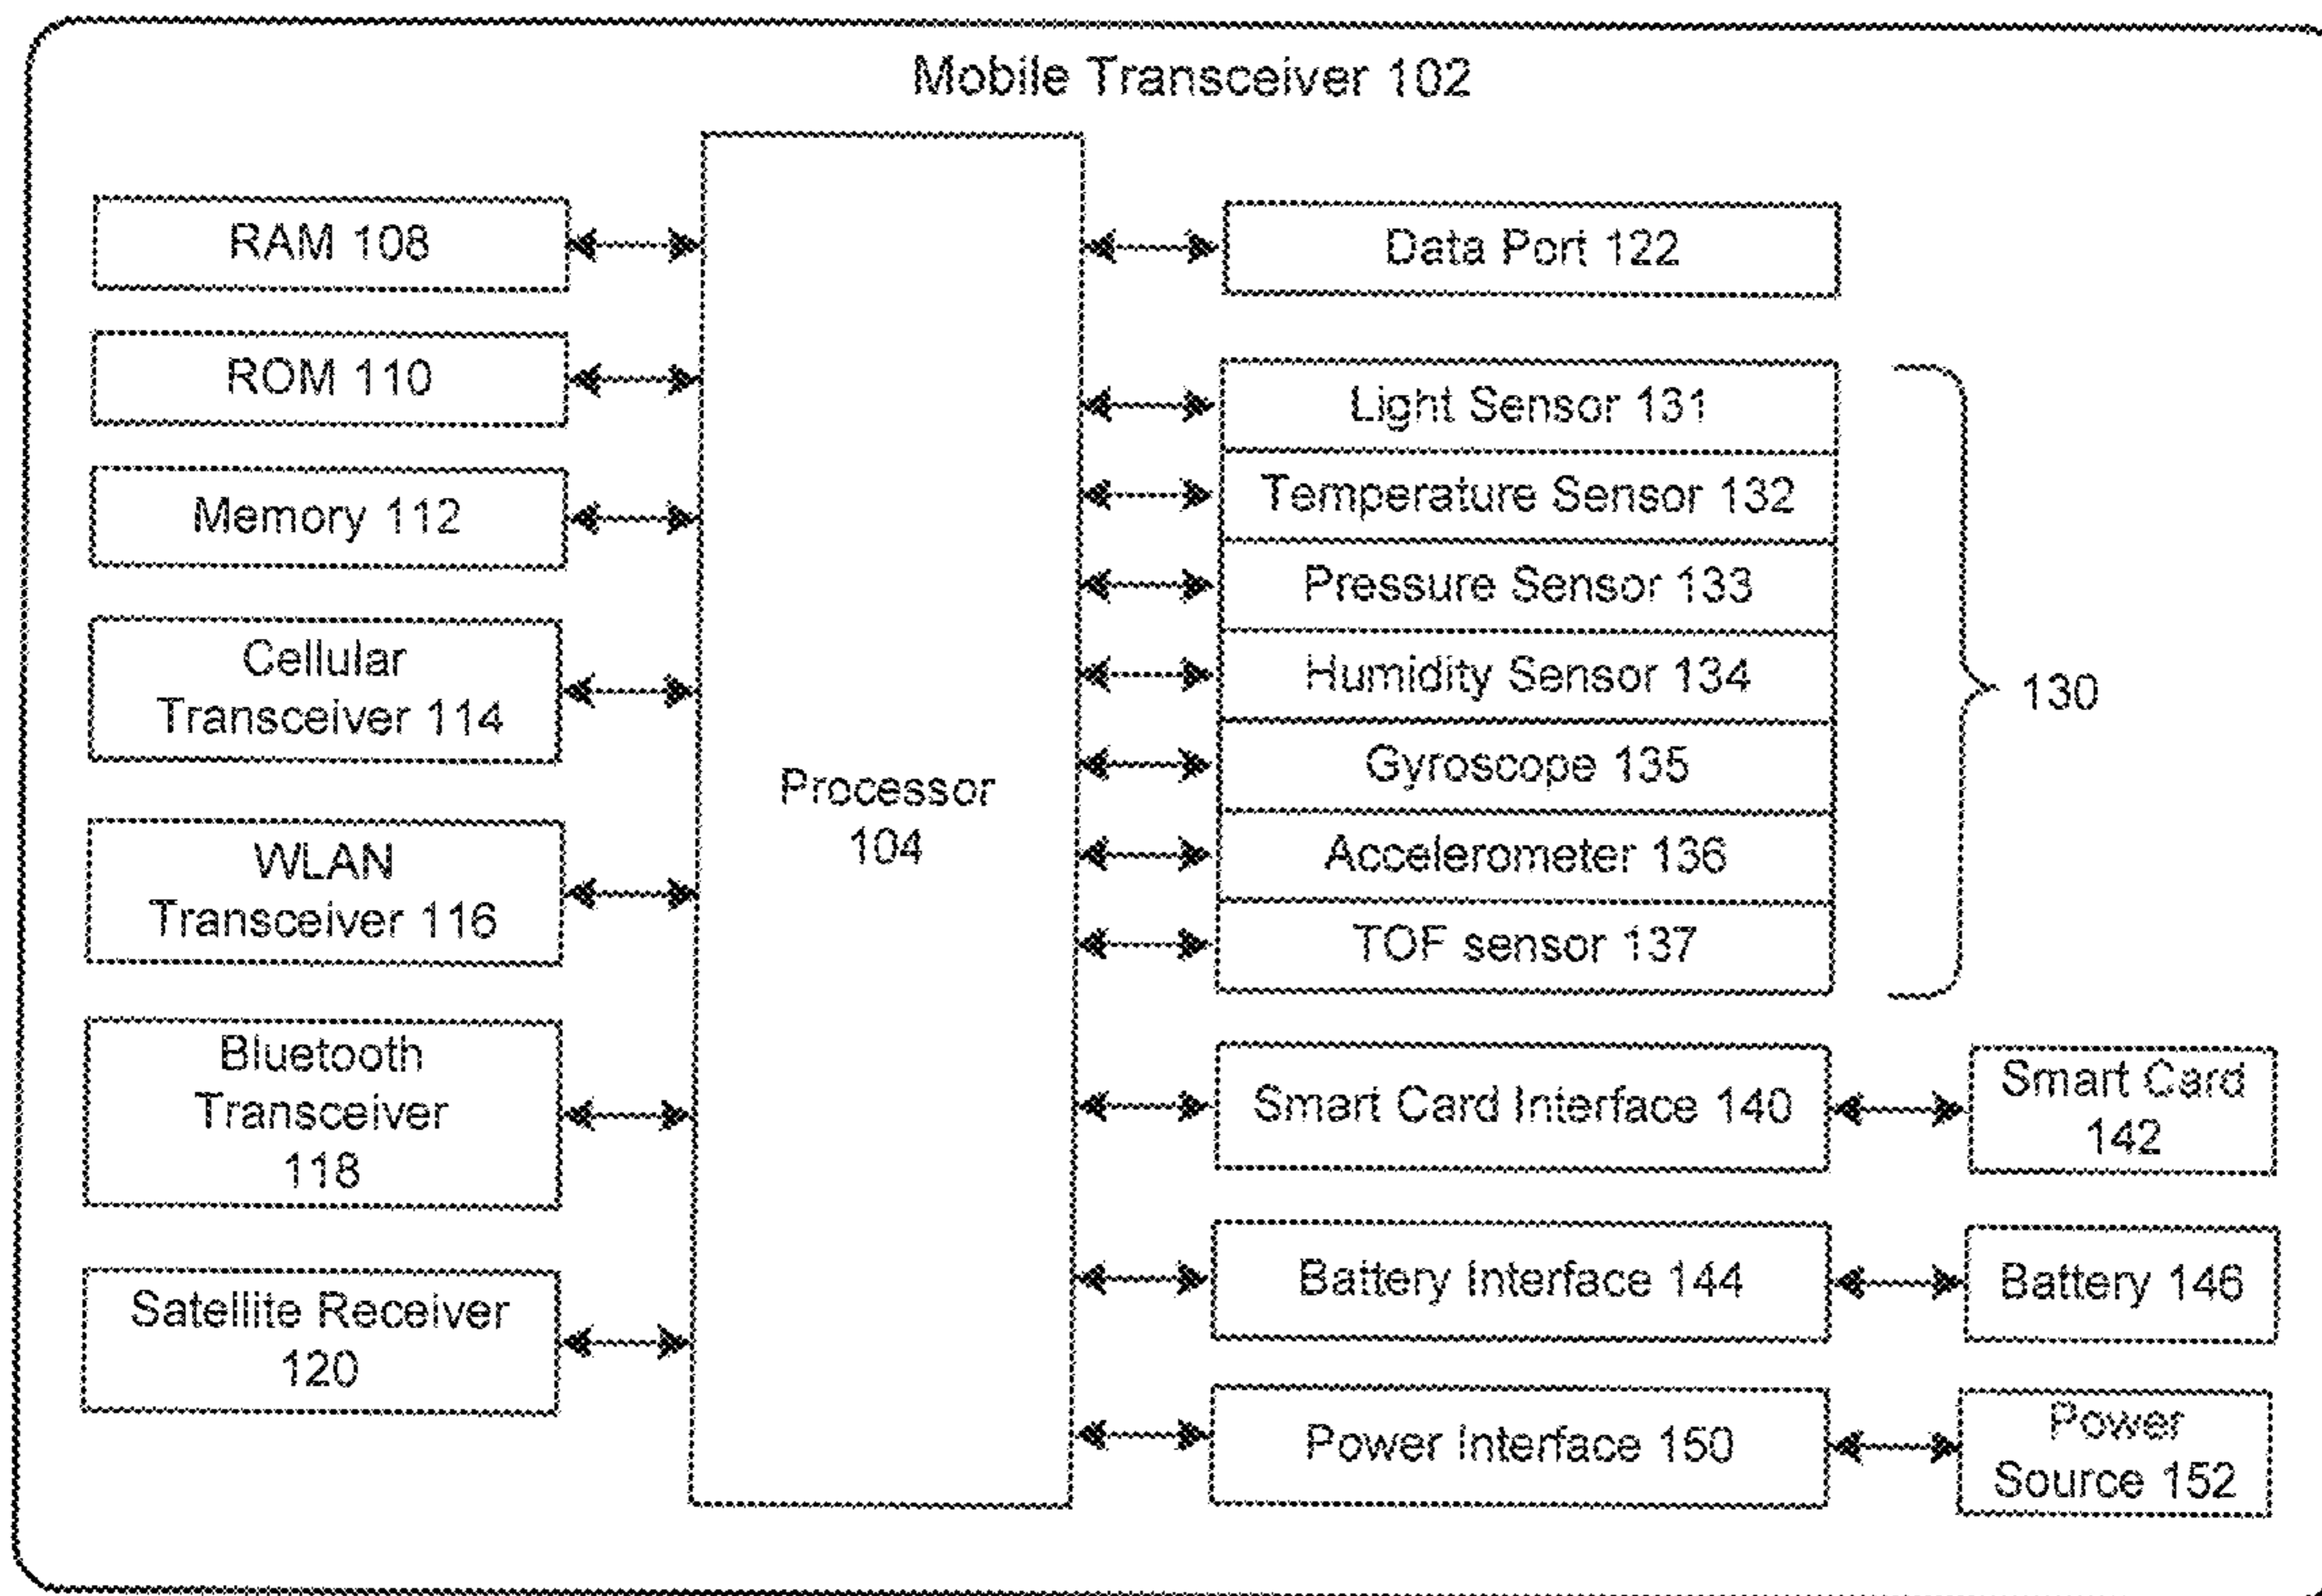 Mobile Transceiver 102
RAM 108
ROM 110
Memory 112
Cellular
Transceiver 114
WLAN
Transceiver 116
Bluetooth
Transceiver
118
Satellite Receiver
120
Processor
104
Data Port 122
Light Sensor 131
Temperature Sensor 132
Pressure Sensor 133
Humidity Sensor 134
Gyroscope 135
Accelerometer 136
TOF sensor 137
130
Smart Card Interface 140
Smart Card
142
Battery Interface 144
Battery 146
Power Interface 150
Power
Source 152